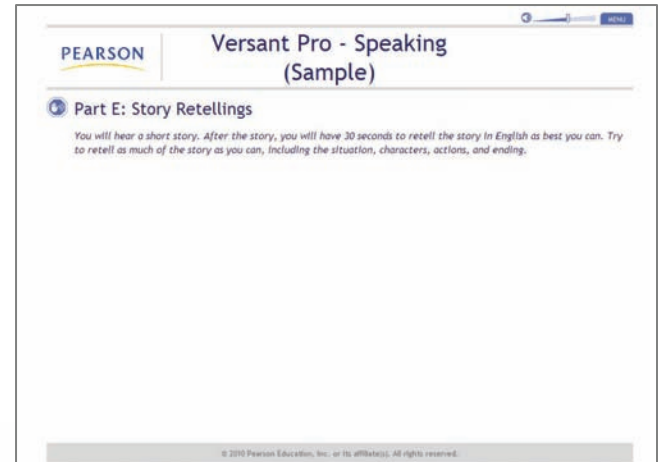 MENU
PEARSON
Versant Pro - Speaking
(Sample)
Part E: Story Retellings
You will hear a short story. After the story, you will have 30 seconds to retell the story in English as best you can. Try
to retell as much of the story as you can, including the situation, characters, actions, and ending.
© 2010 Pearson Education, Inc. or its affiliate(s). All rights reserved.